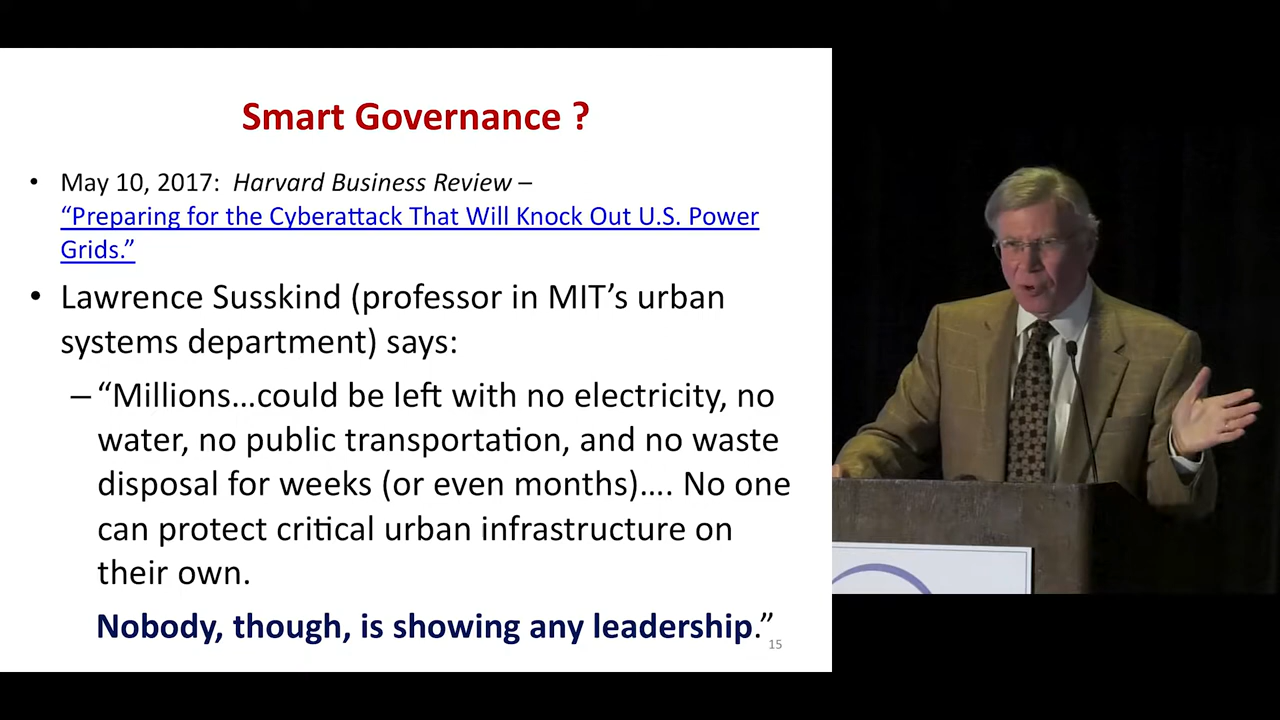 Smart Governance ?
• May 10, 2017: Harvard Business Review –
“Preparing for the Cyberattack That Will Knock Out U.S. Power
Grids.”
• Lawrence Susskind (professor in MIT’s urban
systems department) says:
– “Millions…could be left with no electricity, no
water, no public transportation, and no waste
disposal for weeks (or even months)…. No one
can protect critical urban infrastructure on
their own.
Nobody, though, is showing any leadership.”
15